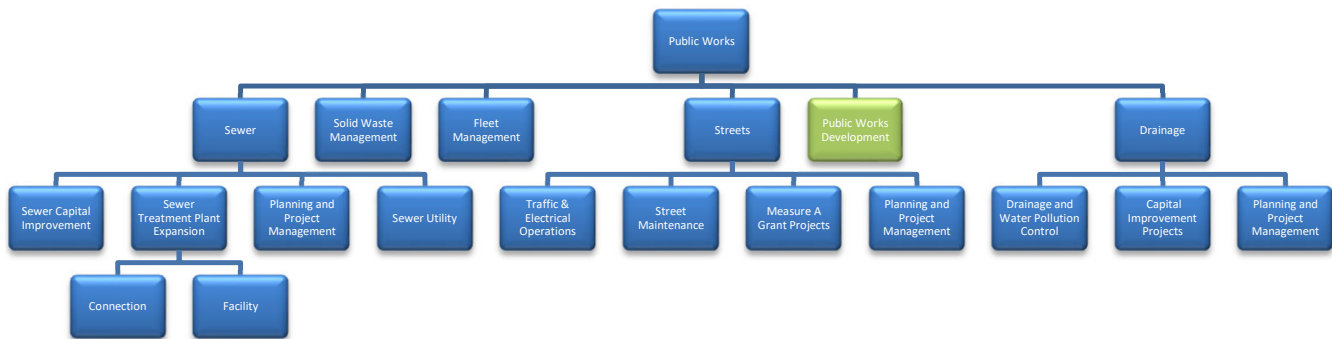 Public Works
Sewer
Solid Waste
Management
Fleet
Management
Streets
Public Works
Development
Drainage
Sewer Capital
Improvement
Sewer
Treatment Plant
Expansion
Planning and
Project
Management
Sewer Utility
Traffic &
Electrical
Operations
Street
Maintenance
Measure A
Grant Projects
Planning and
Project
Management
Drainage and
Water Pollution
Control
Capital
Improvement
Projects
Planning and
Project
Management
Connection
Facility